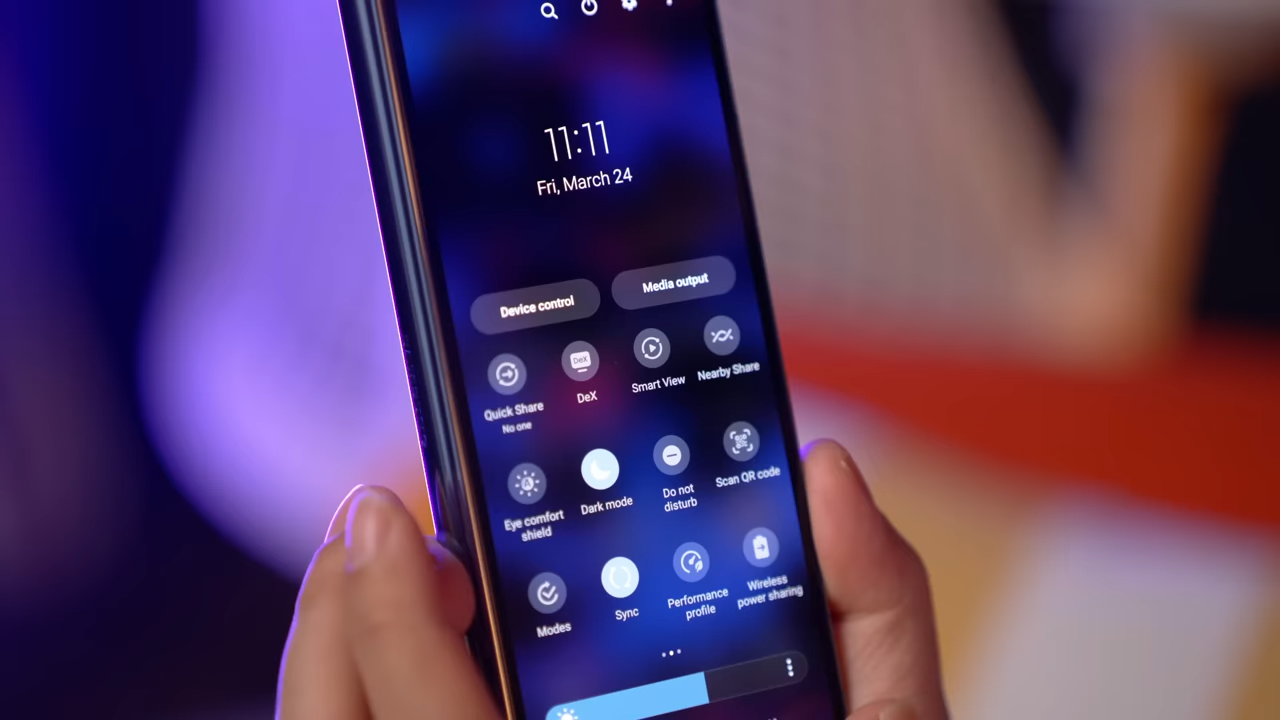 11:11
Fri, March 24
Device control
Media output
Quick Share
No one
DeX
DeX
Smart View
Nearby Share
Eye comfort
shield
Dark mode
Do not
disturb
Scan QR code
Modes
Sync
Performance
profile
Wireless
power sharing